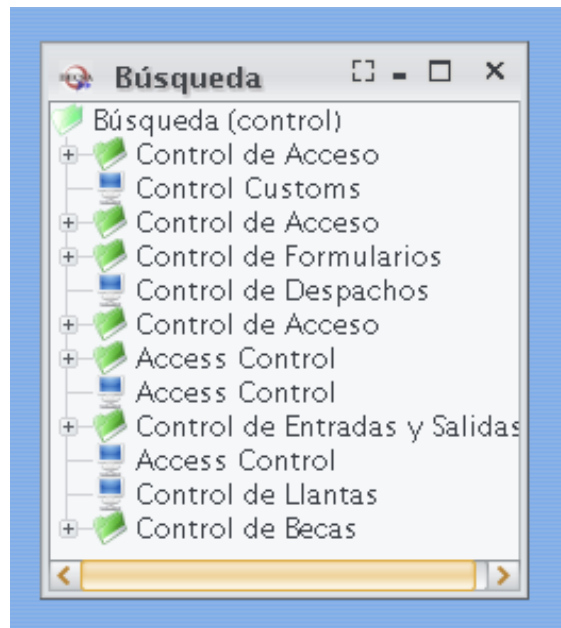 Búsqueda
Búsqueda (control)
Control de Acceso
Control Customs
Control de Acceso
Control de Formularios
Control de Despachos
Control de Acceso
Access Control
Access Control
Control de Entradas y Salidas
Access Control
Control de Llantas
Control de Becas